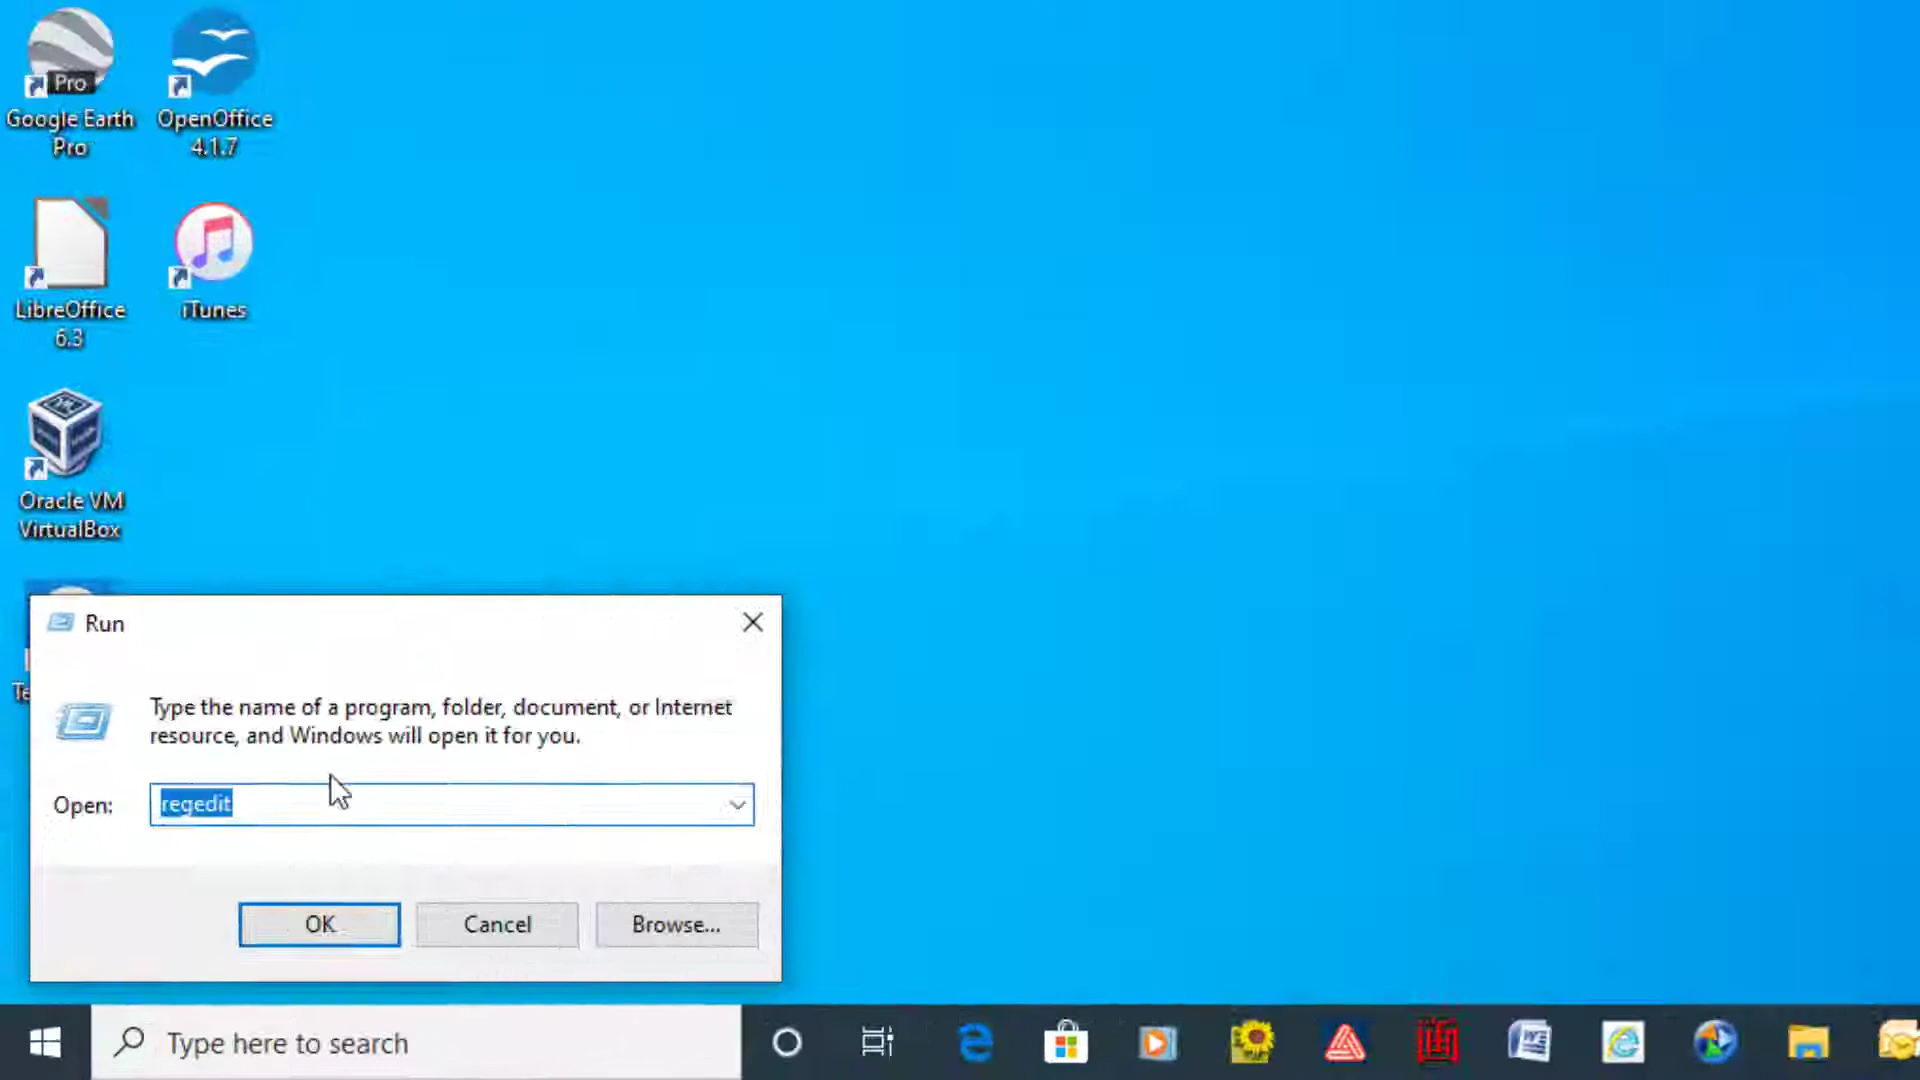 Pro
Google Earth
Pro
OpenOffice
4.1.7
LibreOffice
6.3
iTunes
Oracle VM
VirtualBox
Te
Run
Type the name of a program, folder, document, or Internet
resource, and Windows will open it for you.
Open:
regedit
OK
Cancel
Browse...
Type here to search